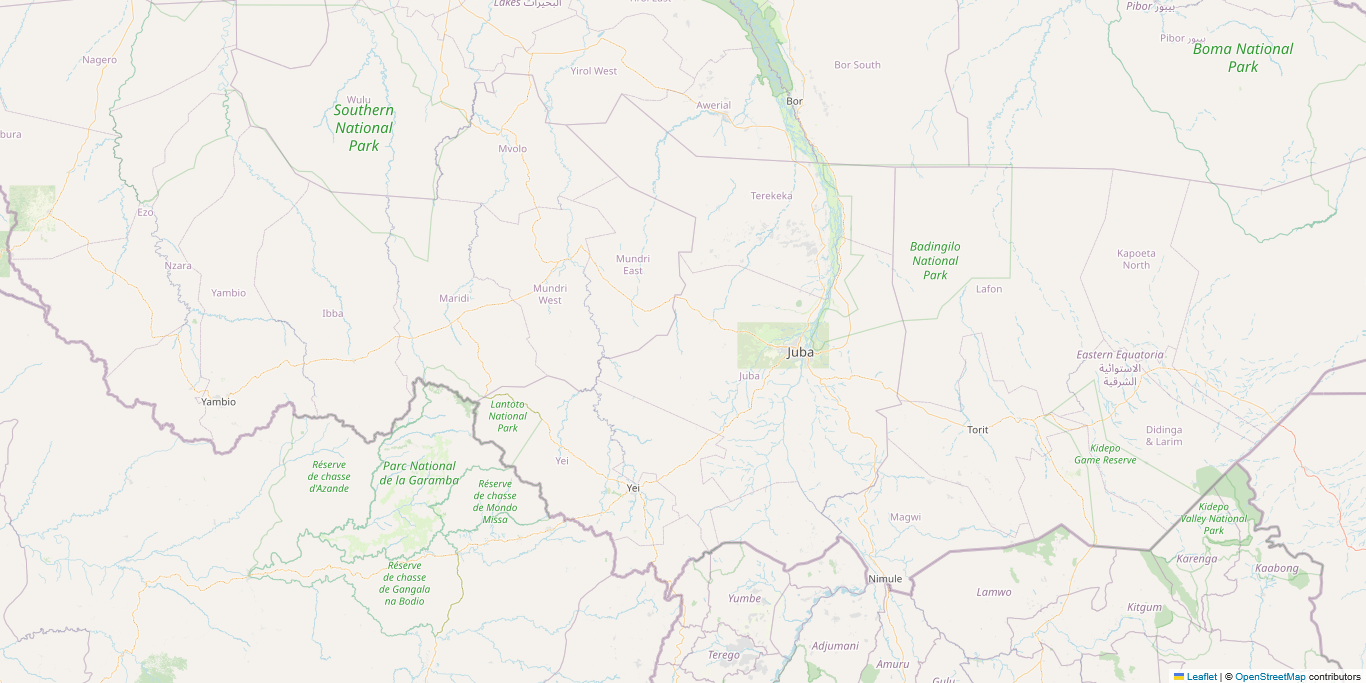 Lakes البحيرات
Pibor بيبور
Pibor بيبور
Boma National
Park
Nagero
Yirol West
Bor South
Wulu
Southern
National
Park
Awerial
Bor
bura
Mvolo
Terekeka
Ezo
Badingilo
National
Park
Kapoeta
North
Mundri
East
Nzara
Yambio
Mundri
West
Maridi
Lafon
Ibba
Juba
Juba
Eastern Equatoria
الاستوائية
الشرقية
Yambio
Lantoto
National
Park
Torit
Didinga
& Larim
Kidepo
Game Reserve
Yei
Réserve
de chasse
d'Azande
Parc National
de la Garamba
Réserve
de chasse
de Mondo
Missa
Yei
Magwi
Kidepo
Valley National
Park
Karenga
Kaabong
Réserve
de chasse
de Gangala
na Bodio
Nimule
Lamwo
Yumbe
Kitgum
Adjumani
Terego
Amuru
Gulu
Leaflet | © OpenStreetMap contributors